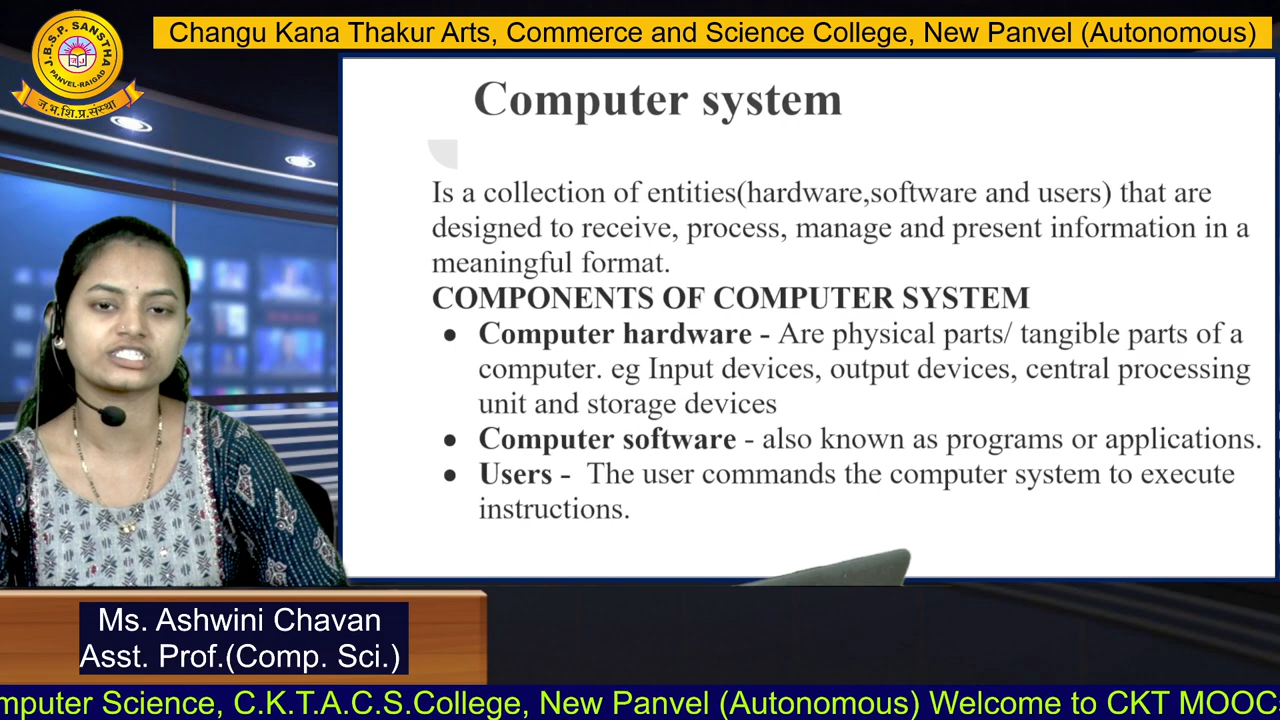 Changu Kana Thakur Arts, Commerce and Science College, New Panvel (Autonomous)
J.B.S.P. SANSTHA
PANVEL-RAIGAD
ज.भ.शि.प्र.संस्था
Computer system
Is a collection of entities(hardware,software and users) that are
designed to receive, process, manage and present information in a
meaningful format.
COMPONENTS OF COMPUTER SYSTEM
● Computer hardware - Are physical parts/ tangible parts of a
computer. eg Input devices, output devices, central processing
unit and storage devices
● Computer software - also known as programs or applications.
● Users - The user commands the computer system to execute
instructions.
Ms. Ashwini Chavan
Asst. Prof.(Comp. Sci.)
mputer Science, C.K.T.A.C.S.College, New Panvel (Autonomous) Welcome to CKT MOOC